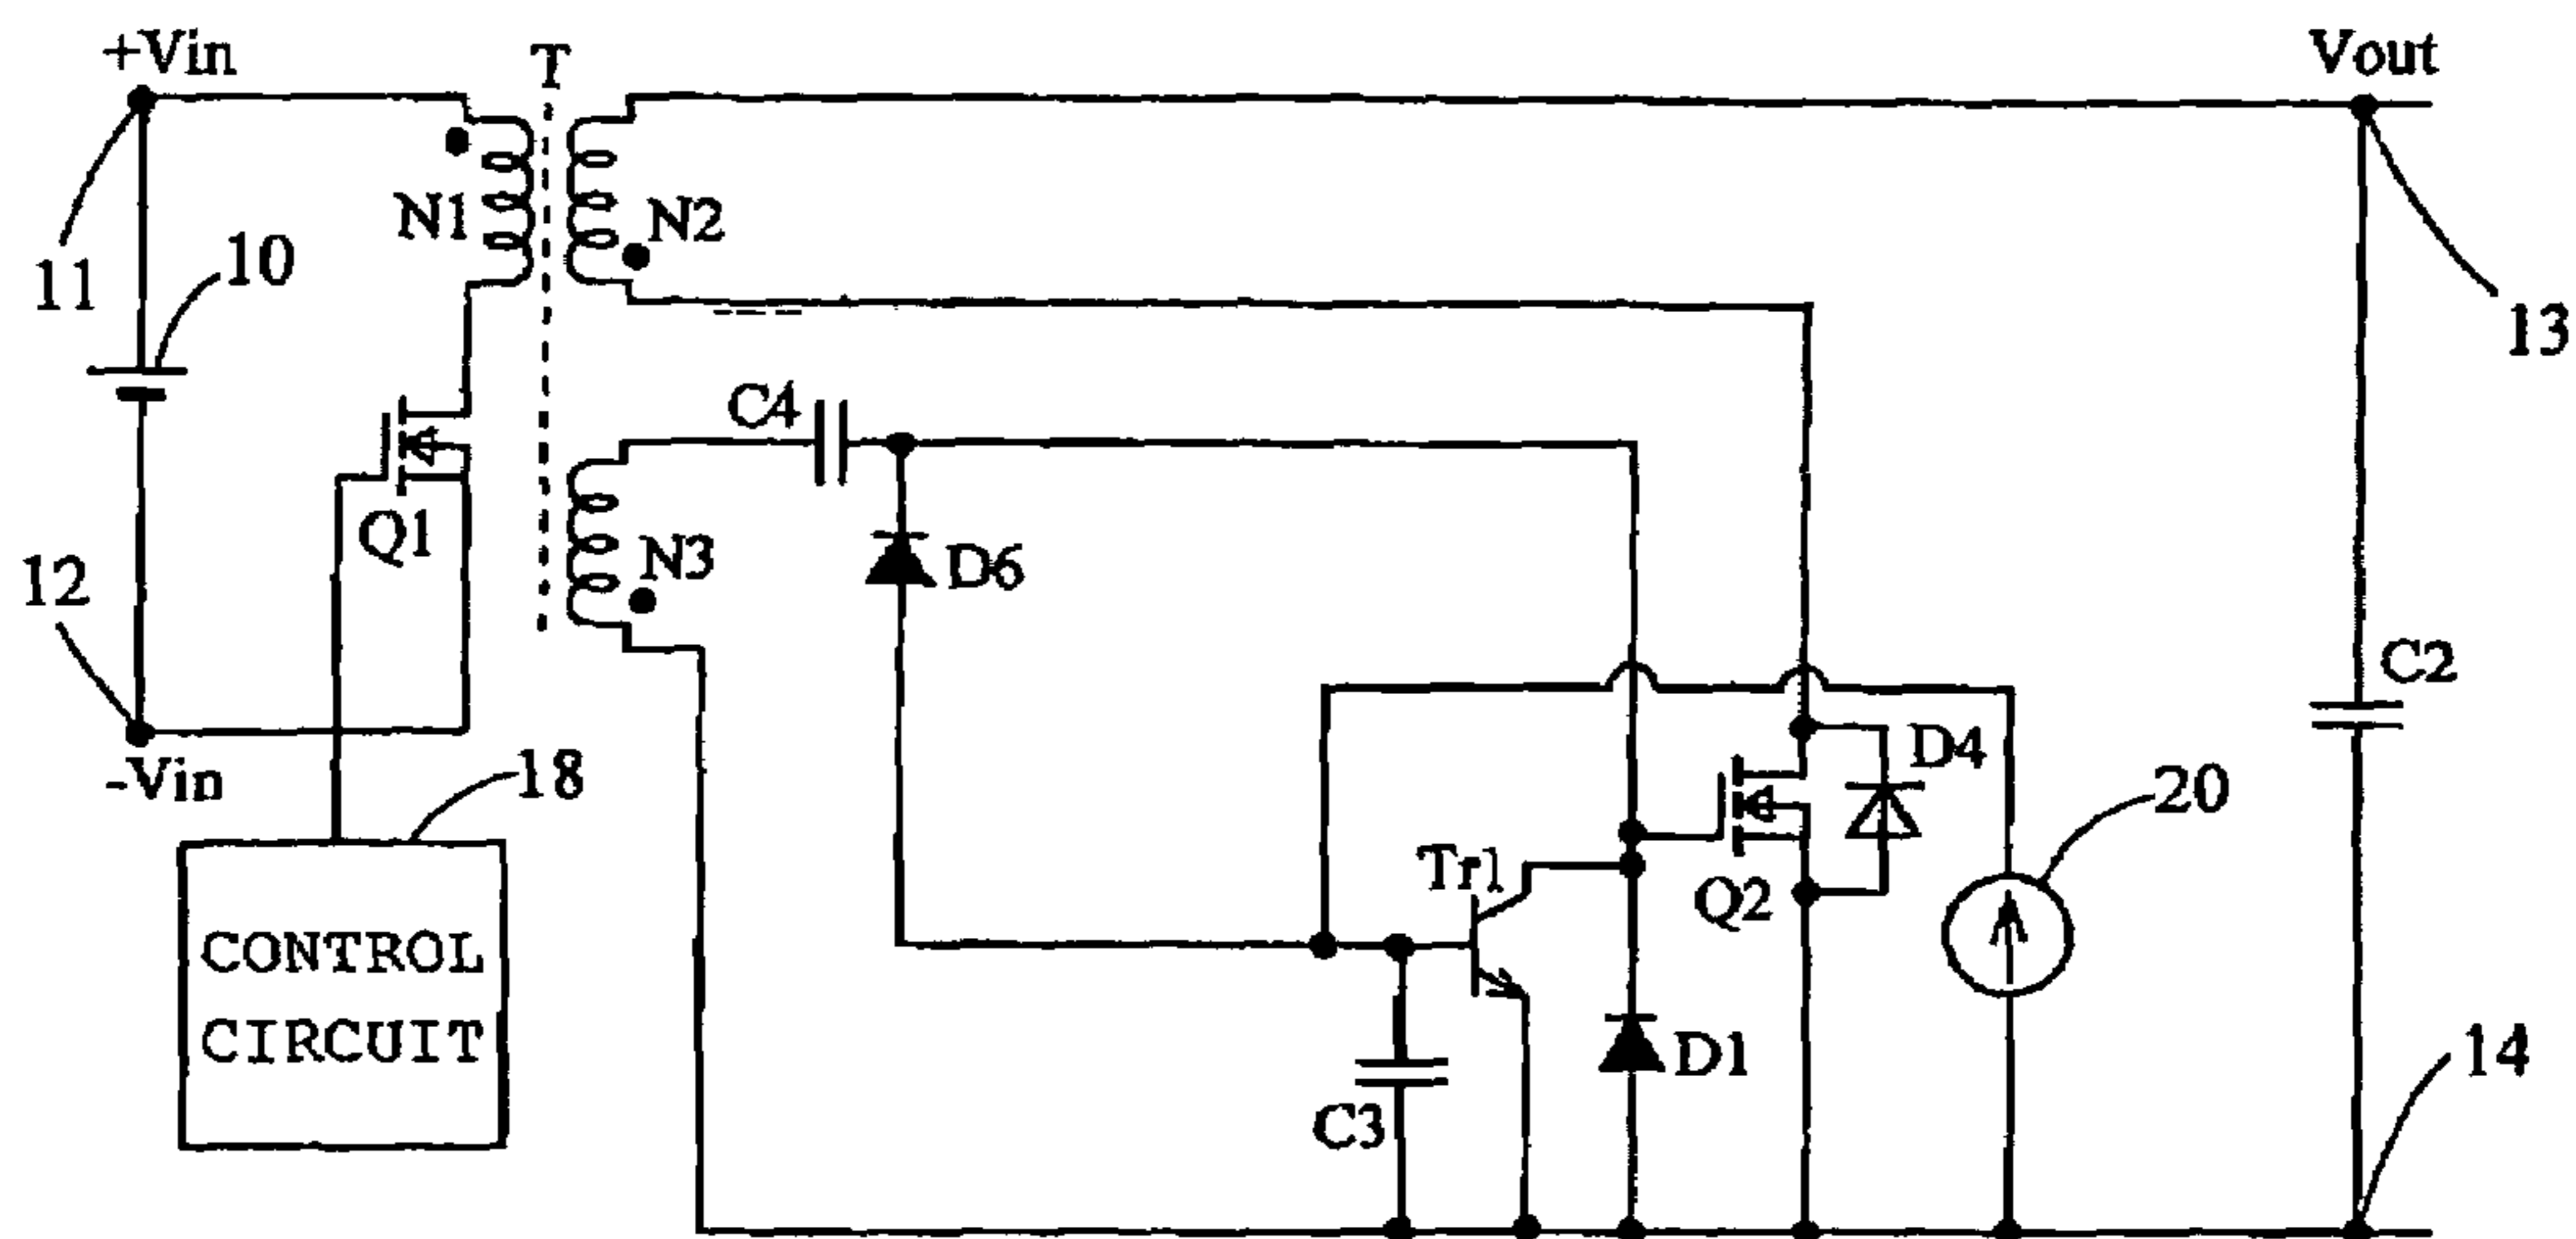 +Vin
T
Vout
N1
N2
11
10
13
C4
Q1
N3
D6
12
C2
-Vin
18
D4
20
Tr1
Q2
CONTROL
CIRCUIT
D1
14
C3